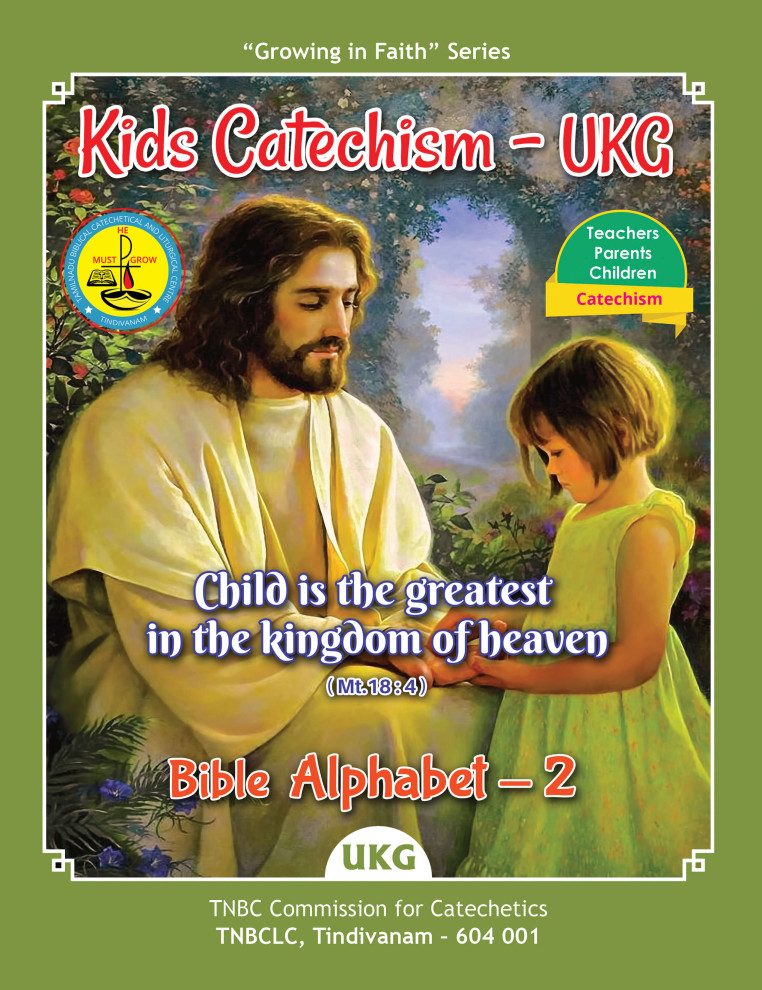 “Growing in Faith” Series
Kids Catechism – UKG
TAMILNADU BIBLICAL CATECHETICAL AND LITURGICAL CENTRE
HE
MUST GROW
TINDIVANAM
Teachers
Parents
Children
Catechism
Child is the greatest
in the kingdom of heaven
(Mt.18:4)
Bible Alphabet – 2
UKG
TNBC Commission for Catechetics
TNBCLC, Tindivanam – 604 001